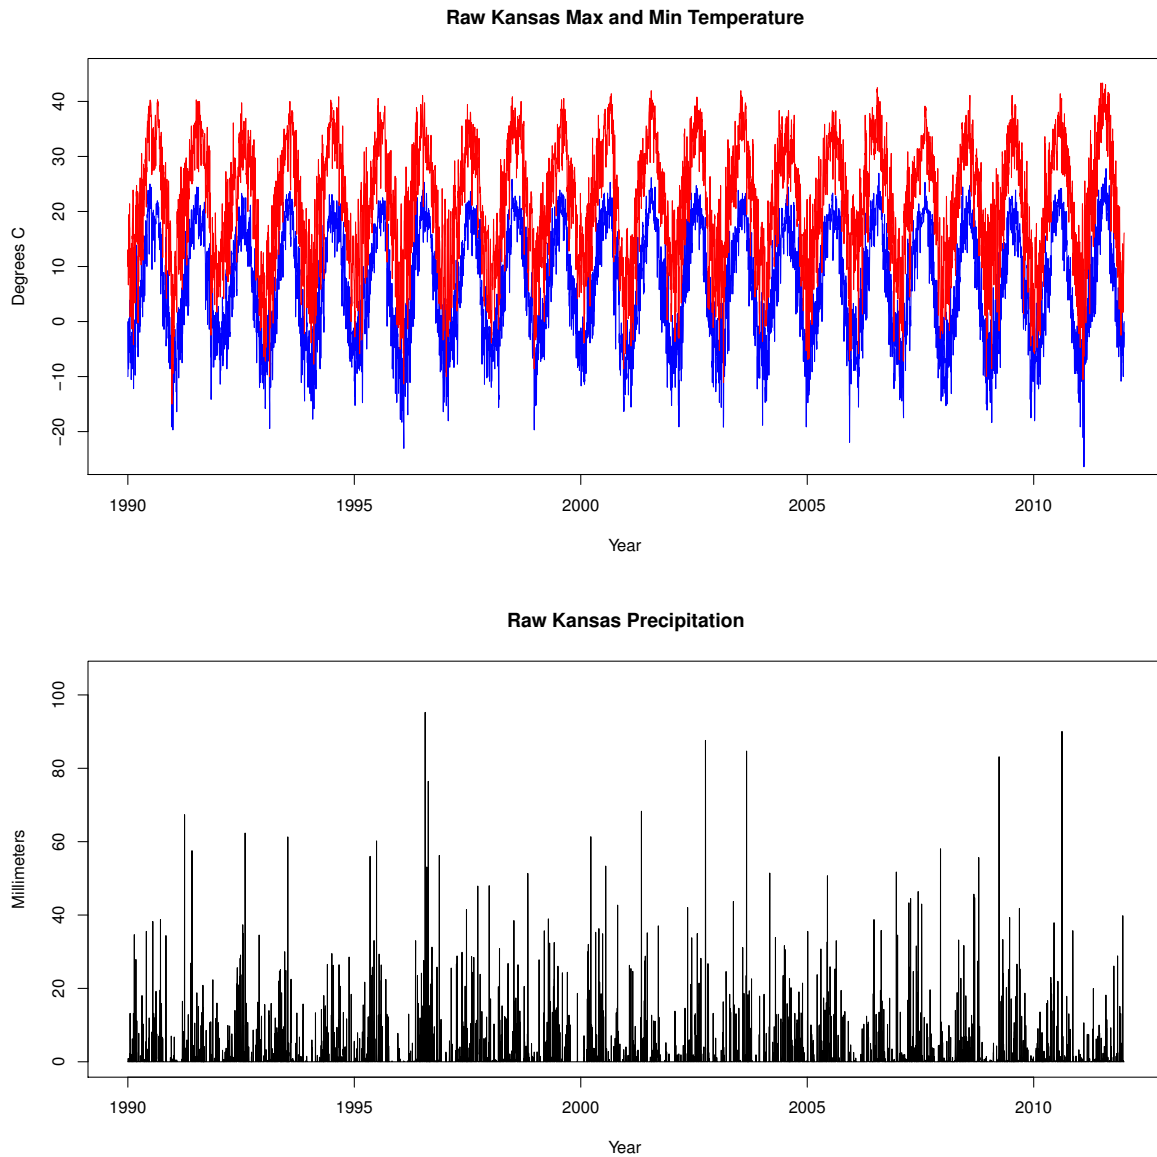 Raw Kansas Max and Min Temperature
Degrees C
40
30
20
10
0
−10
−20
1990 1995 2000 2005 2010
Year
Raw Kansas Precipitation
Millimeters
100
80
60
40
20
0
1990 1995 2000 2005 2010
Year